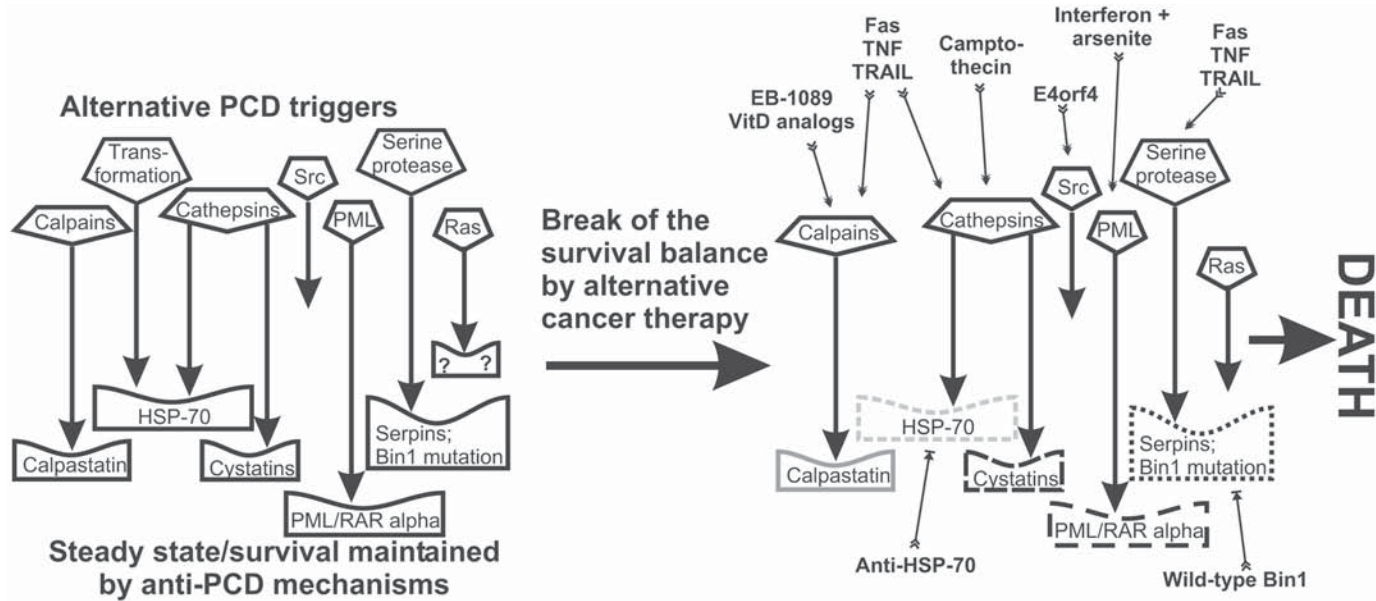 Alternative PCD triggers
Trans-
formation
Serine
protease
Src
Calpains
Cathepsins
PML
Ras
? ?
HSP-70
Calpastatin
Cystatins
Serpins;
Bin1 mutation
PML/RAR alpha
Steady state/survival maintained
by anti-PCD mechanisms
Break of the
survival balance
by alternative
cancer therapy
Fas
TNF
TRAIL
EB-1089
VitD analogs
Campto-
thecin
Interferon +
arsenite
E4orf4
Fas
TNF
TRAIL
Serine
protease
Src
Calpains
Cathepsins
PML
Ras
HSP-70
Calpastatin
Cystatins
Serpins;
Bin1 mutation
PML/RAR alpha
Anti-HSP-70
Wild-type Bin1
DEATH